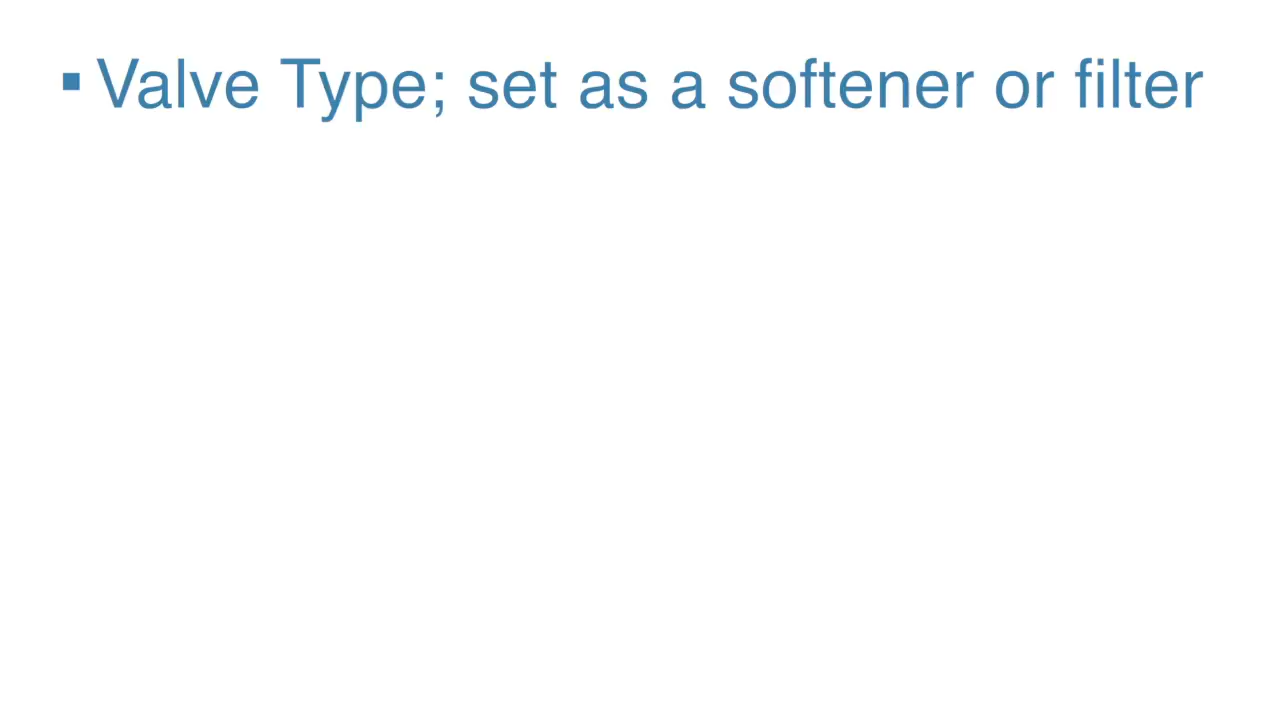 ▪ Valve Type; set as a softener or filter